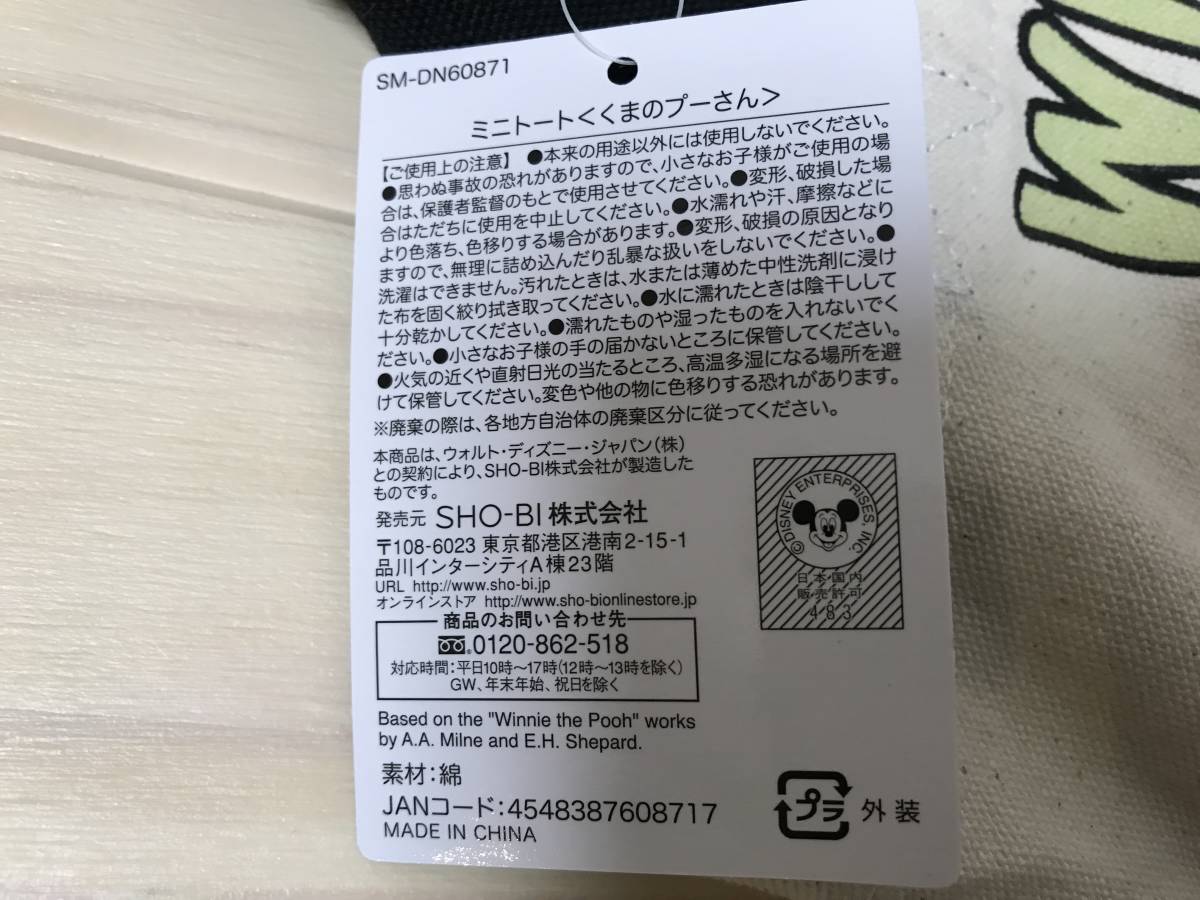 SM-DN60871
ミニトート<くまのプーさん>
【ご使用上の注意】 ●本来の用途以外には使用しないでください。
●思わぬ事故の恐れがありますので、小さなお子様がご使用の場
合は、保護者監督のもとで使用させてください。●変形、破損した場
合はただちに使用を中止してください。●水濡れや汗、摩擦などに
より色落ち、色移りする場合があります。●変形、破損の原因となり
ますので、無理に詰め込んだり乱暴な扱いをしないでください。●
洗濯はできません。汚れたときは、水または薄めた中性洗剤に浸け
た布を固く絞り拭き取ってください。●水に濡れたときは陰干しして
十分乾かしてください。●濡れたものや湿ったものを入れないでく
ださい。●小さなお子様の手の届かないところに保管してください。
●火気の近くや直射日光の当たるところ、高温多湿になる場所を避
けて保管してください。変色や他の物に色移りする恐れがあります。
※廃棄の際は、各地方自治体の廃棄区分に従ってください。
本商品は、ウォルト・ディズニー・ジャパン(株)
との契約により、SHO-BI株式会社が製造した
ものです。
発売元 SHO-BI株式会社
〒108-6023 東京都港区港南2-15-1
品川インターシティA棟23階
URL http://www.sho-bi.jp
オンラインストア http://www.sho-bionlinestore.jp
商品のお問い合わせ先
0120-862-518
対応時間:平日10時〜17時(12時〜13時を除く)
GW、年末年始、祝日を除く
©DISNEY ENTERPRISES, INC.
日本国内
販売許可
483
Based on the "Winnie the Pooh" works
by A.A. Milne and E.H. Shepard.
素材:綿
JANコード:4548387608717
MADE IN CHINA
プラ 外装